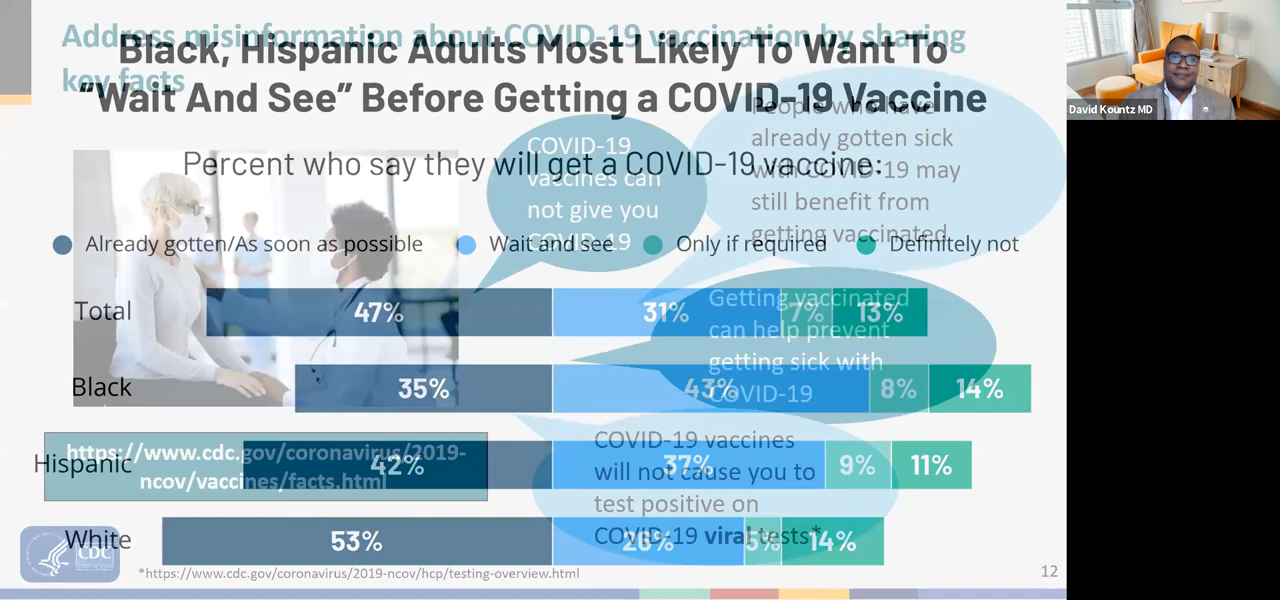 Address misinformation about COVID-19 vaccination by sharing
key facts
Black, Hispanic Adults Most Likely To Want To
“Wait And See” Before Getting a COVID-19 Vaccine
Percent who say they will get a COVID-19 vaccine:
Already gotten/As soon as possible
Wait and see
Only if required
Definitely not
Total
47%
31%
7%
13%
Black
35%
43%
8%
14%
Hispanic
42%
37%
9%
11%
White
53%
26%
5%
14%
COVID-19
vaccines can
not give you
COVID-19
People who have
already gotten sick
with COVID-19 may
still benefit from
getting vaccinated
Getting vaccinated
can help prevent
getting sick with
COVID-19
COVID-19 vaccines
will not cause you to
test positive on
COVID-19 viral tests*
https://www.cdc.gov/coronavirus/2019-
ncov/vaccines/facts.html
CDC
*https://www.cdc.gov/coronavirus/2019-ncov/hcp/testing-overview.html
12
David Kountz MD